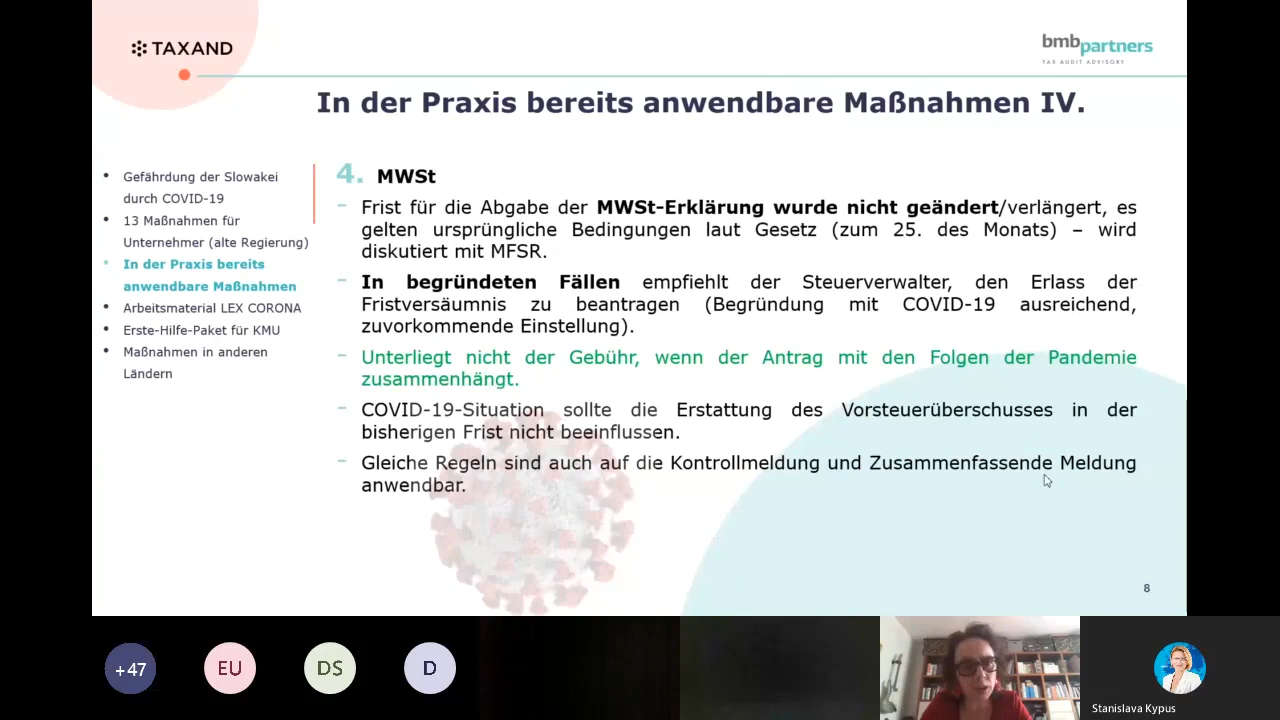 TAXAND
bmbpartners
TAX AUDIT ADVISORY
In der Praxis bereits anwendbare Maßnahmen IV.
• Gefährdung der Slowakei
durch COVID-19
• 13 Maßnahmen für
Unternehmer (alte Regierung)
• In der Praxis bereits
anwendbare Maßnahmen
• Arbeitsmaterial LEX CORONA
• Erste-Hilfe-Paket für KMU
• Maßnahmen in anderen
Ländern
4. MWSt
– Frist für die Abgabe der MWSt-Erklärung wurde nicht geändert/verlängert, es
gelten ursprüngliche Bedingungen laut Gesetz (zum 25. des Monats) – wird
diskutiert mit MFSR.
– In begründeten Fällen empfiehlt der Steuerverwalter, den Erlass der
Fristversäumnis zu beantragen (Begründung mit COVID-19 ausreichend,
zuvorkommende Einstellung).
– Unterliegt nicht der Gebühr, wenn der Antrag mit den Folgen der Pandemie
zusammenhängt.
– COVID-19-Situation sollte die Erstattung des Vorsteuerüberschusses in der
bisherigen Frist nicht beeinflussen.
– Gleiche Regeln sind auch auf die Kontrollmeldung und Zusammenfassende Meldung
anwendbar.
8
+47
EU
DS
D
Stanislava Kypus